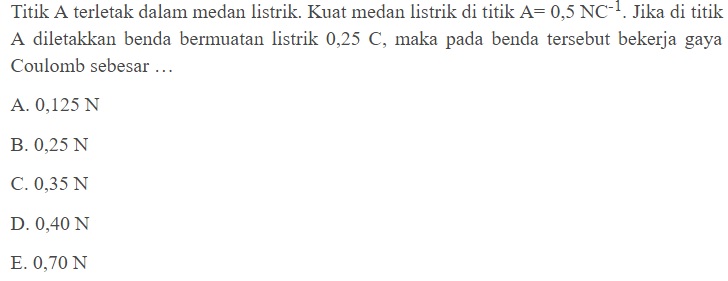 Titik A terletak dalam medan listrik. Kuat medan listrik di titik A= 0,5 NC⁻¹. Jika di titik
A diletakkan benda bermuatan listrik 0,25 C, maka pada benda tersebut bekerja gaya
Coulomb sebesar …
A. 0,125 N
B. 0,25 N
C. 0,35 N
D. 0,40 N
E. 0,70 N